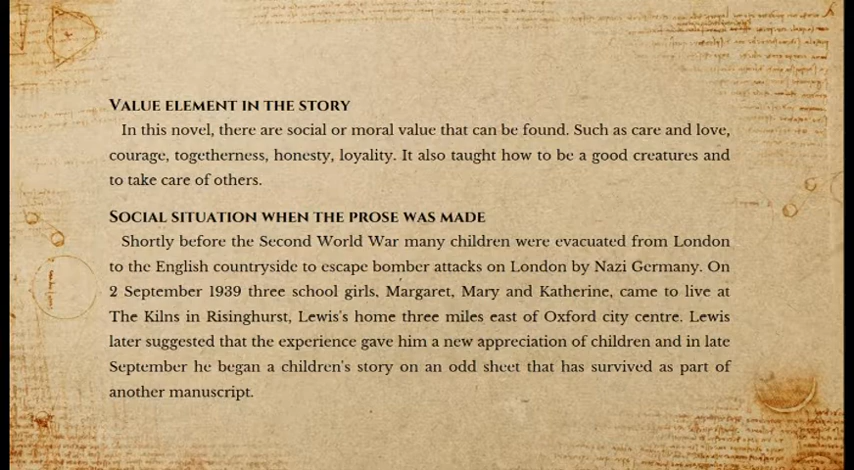 Value element in the story
In this novel, there are social or moral value that can be found. Such as care and love,
courage, togetherness, honesty, loyality. It also taught how to be a good creatures and
to take care of others.
Social situation when the prose was made
Shortly before the Second World War many children were evacuated from London
to the English countryside to escape bomber attacks on London by Nazi Germany. On
2 September 1939 three school girls, Margaret, Mary and Katherine, came to live at
The Kilns in Risinghurst, Lewis's home three miles east of Oxford city centre. Lewis
later suggested that the experience gave him a new appreciation of children and in late
September he began a children's story on an odd sheet that has survived as part of
another manuscript.